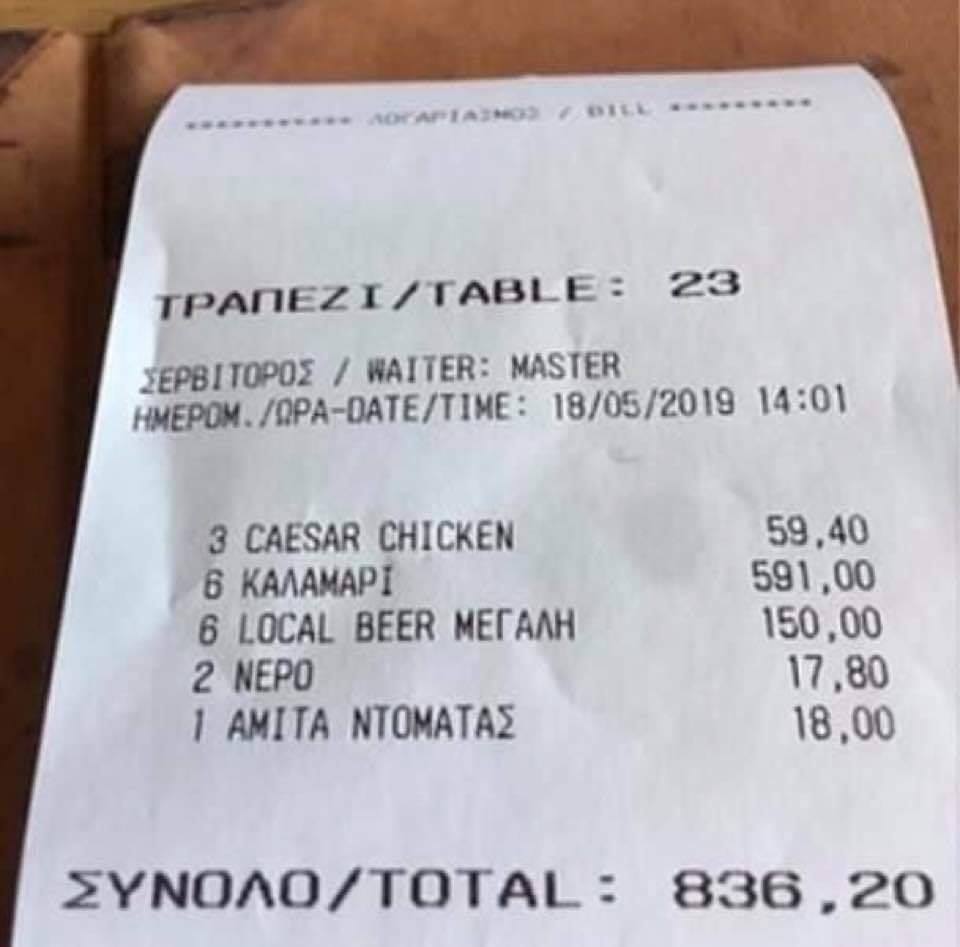 *********** ΛΟΓΑΡΙΑΣΜΟΣ / BILL *********
ΤΡΑΠΕΖΙ/TABLE: 23
ΣΕΡΒΙΤΟΡΟΣ / WAITER: MASTER
ΗΜΕΡΟΜ./ΩΡΑ-DATE/TIME: 18/05/2019 14:01
3 CAESAR CHICKEN 59,40
6 ΚΑΛΑΜΑΡΙ 591,00
6 LOCAL BEER ΜΕΓΑΛΗ 150,00
2 ΝΕΡΟ 17,80
1 ΑΜΙΤΑ ΝΤΟΜΑΤΑΣ 18,00
ΣΥΝΟΛΟ/TOTAL: 836,20